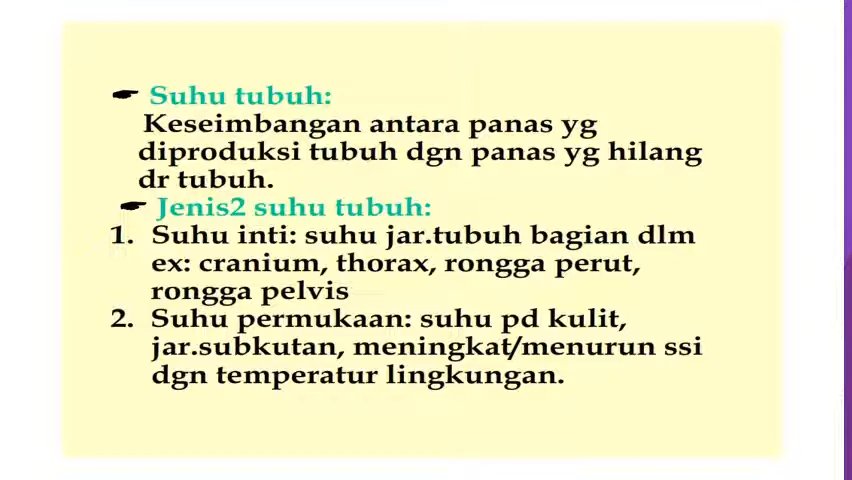 Suhu tubuh:
Keseimbangan antara panas yg
diproduksi tubuh dgn panas yg hilang
dr tubuh.
Jenis2 suhu tubuh:
1. Suhu inti: suhu jar.tubuh bagian dlm
ex: cranium, thorax, rongga perut,
rongga pelvis
2. Suhu permukaan: suhu pd kulit,
jar.subkutan, meningkat/menurun ssi
dgn temperatur lingkungan.